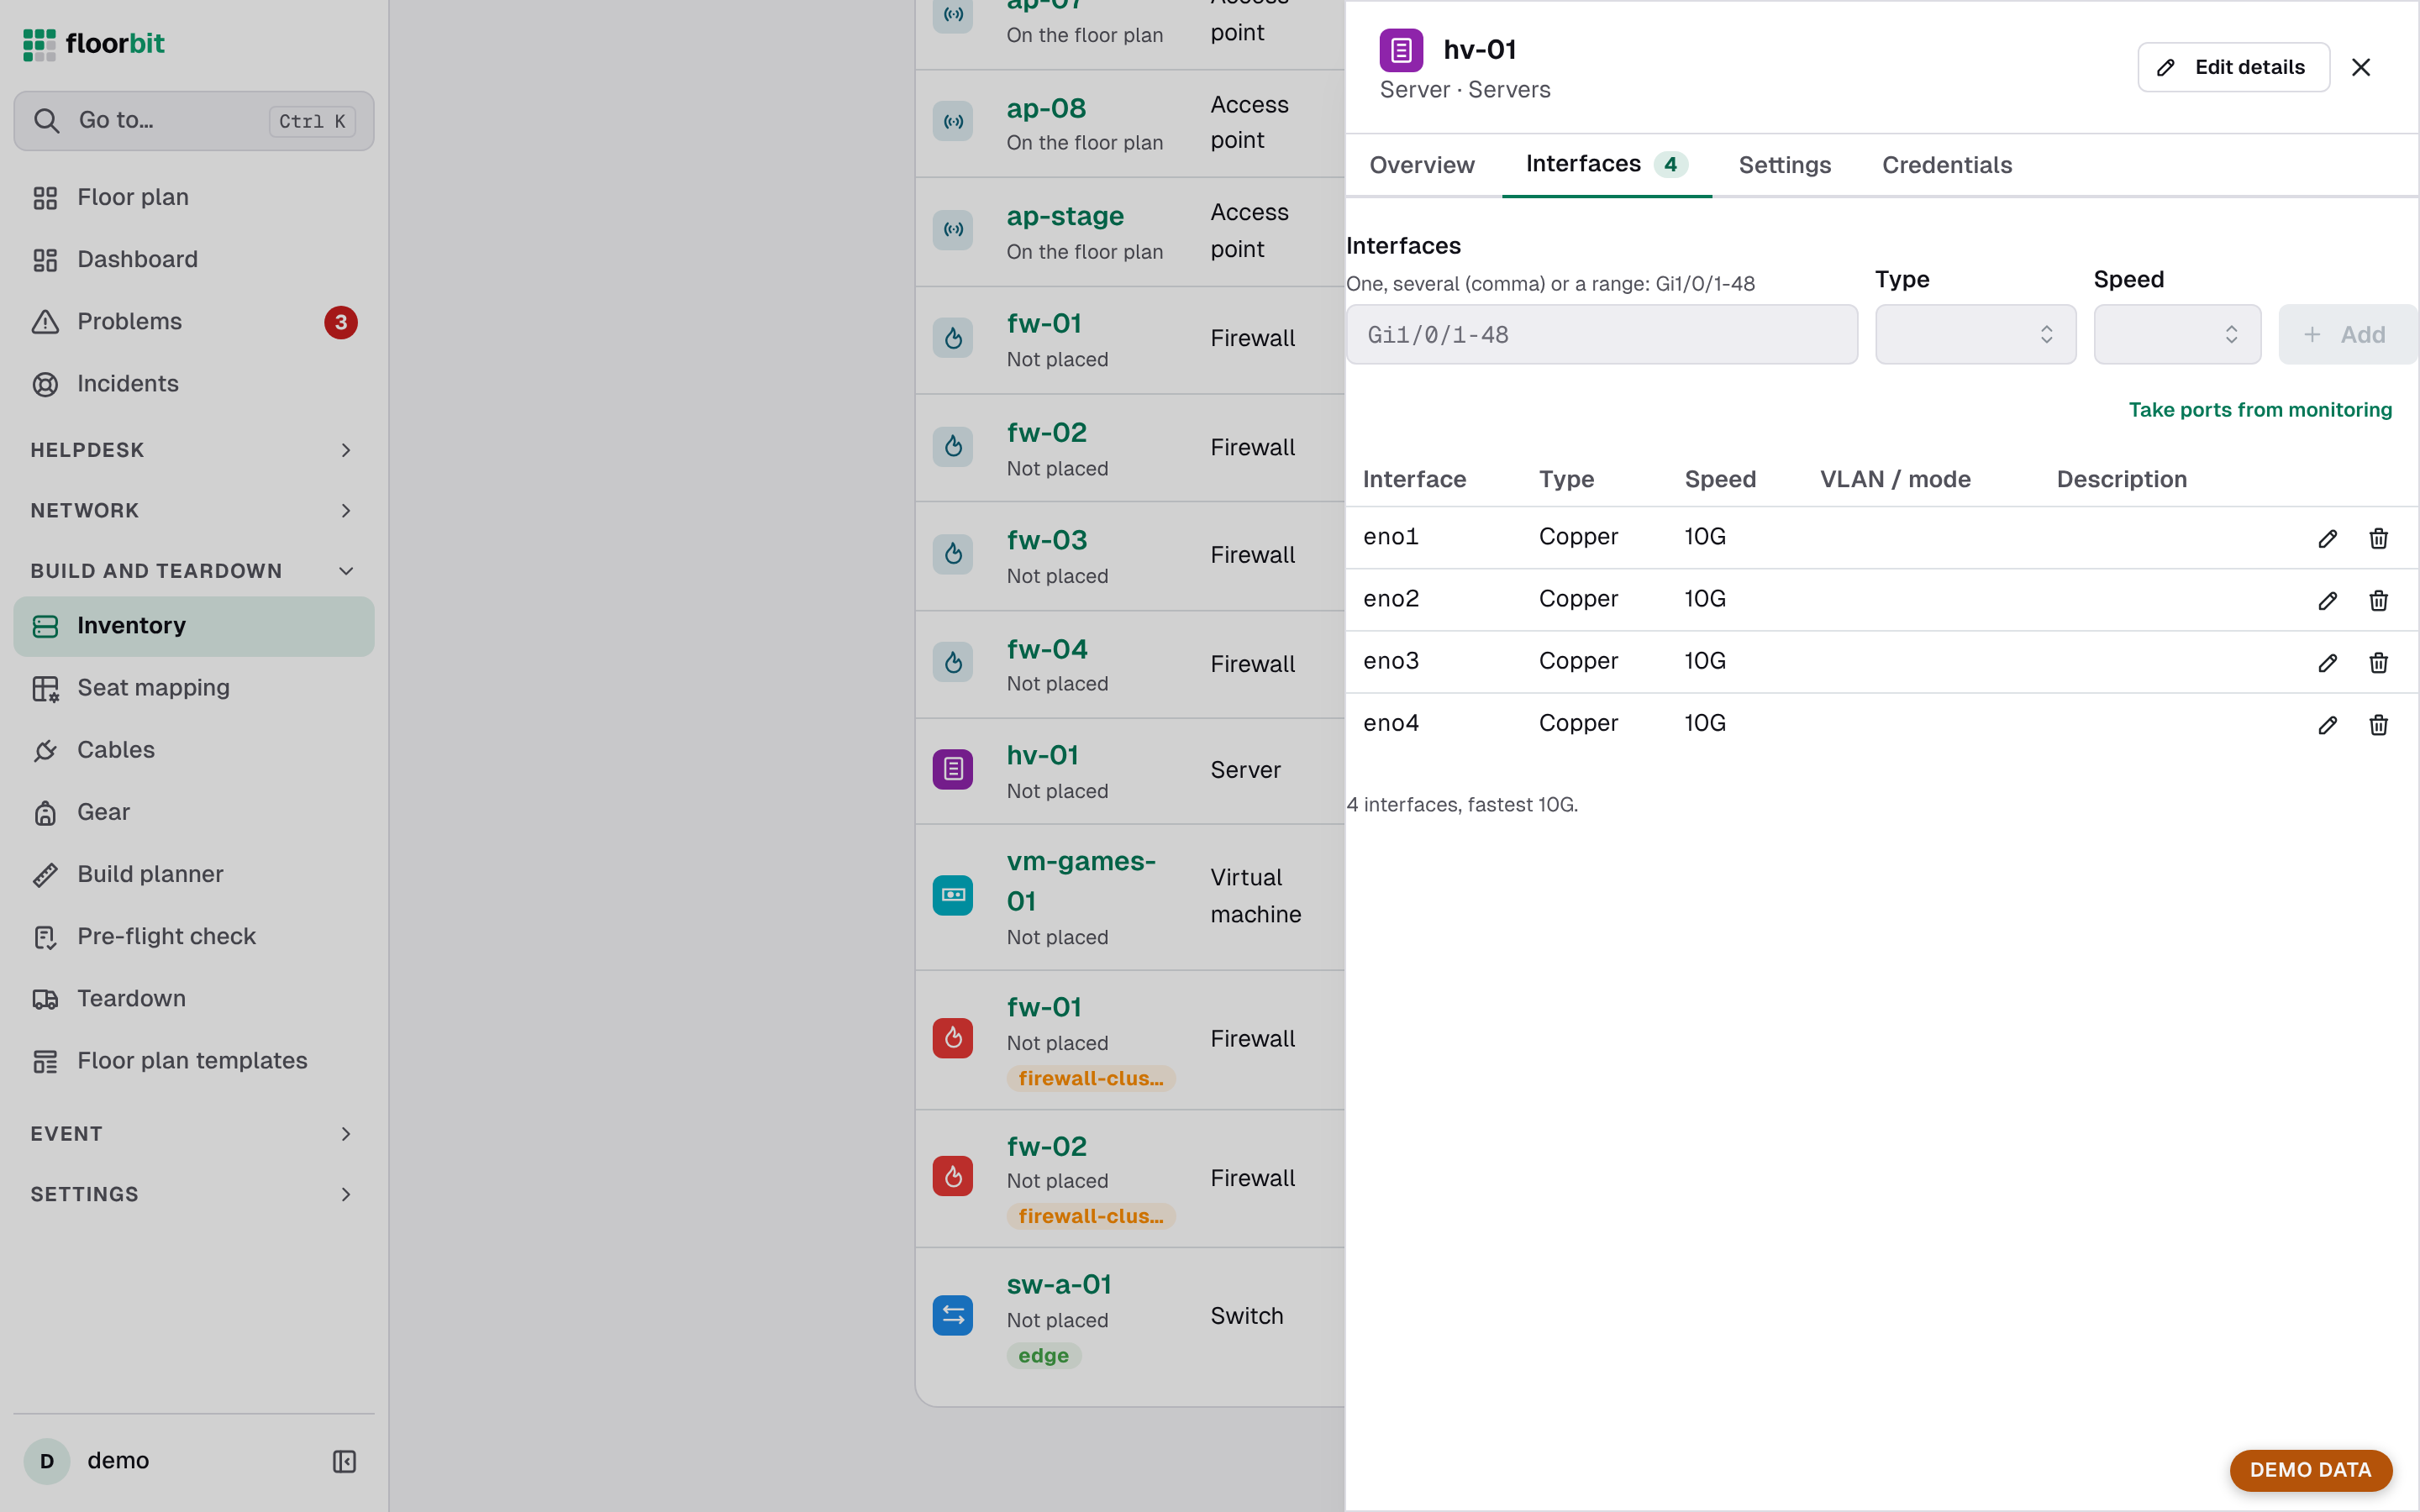 floorbit
Go to...
Ctrl K
Floor plan
Dashboard
Problems
3
Incidents
HELPDESK
NETWORK
BUILD AND TEARDOWN
Inventory
Seat mapping
Cables
Gear
Build planner
Pre-flight check
Teardown
Floor plan templates
EVENT
SETTINGS
D
demo
ap-07
On the floor plan
Access
point
ap-08
On the floor plan
Access
point
ap-stage
On the floor plan
Access
point
fw-01
Not placed
Firewall
fw-02
Not placed
Firewall
fw-03
Not placed
Firewall
fw-04
Not placed
Firewall
hv-01
Not placed
Server
vm-games-
01
Not placed
Virtual
machine
fw-01
Not placed
firewall-clus...
Firewall
fw-02
Not placed
firewall-clus...
Firewall
sw-a-01
Not placed
edge
Switch
hv-01
Server · Servers
Edit details
Overview
Interfaces 4
Settings
Credentials
Interfaces
One, several (comma) or a range: Gi1/0/1-48
Gi1/0/1-48
Type
Speed
Add
Take ports from monitoring
Interface Type Speed VLAN / mode Description
eno1 Copper 10G
eno2 Copper 10G
eno3 Copper 10G
eno4 Copper 10G
4 interfaces, fastest 10G.
DEMO DATA